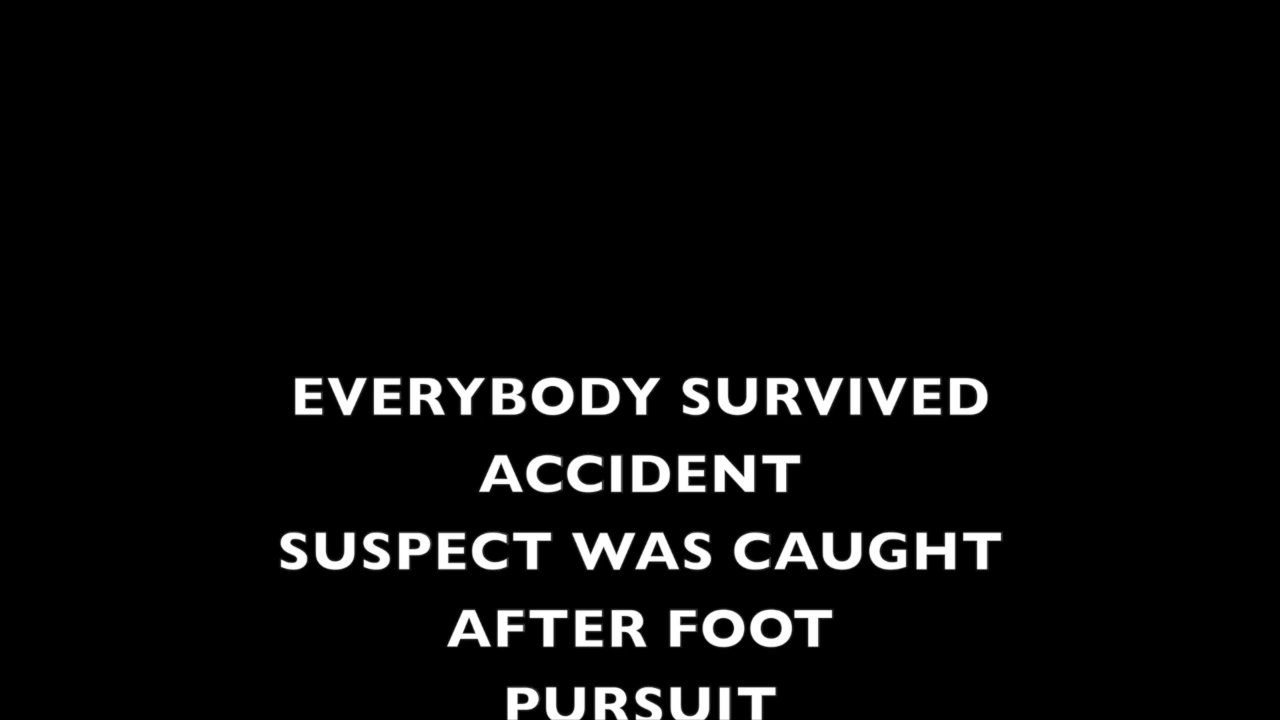 EVERYBODY SURVIVED
ACCIDENT
SUSPECT WAS CAUGHT
AFTER FOOT
PURSUIT